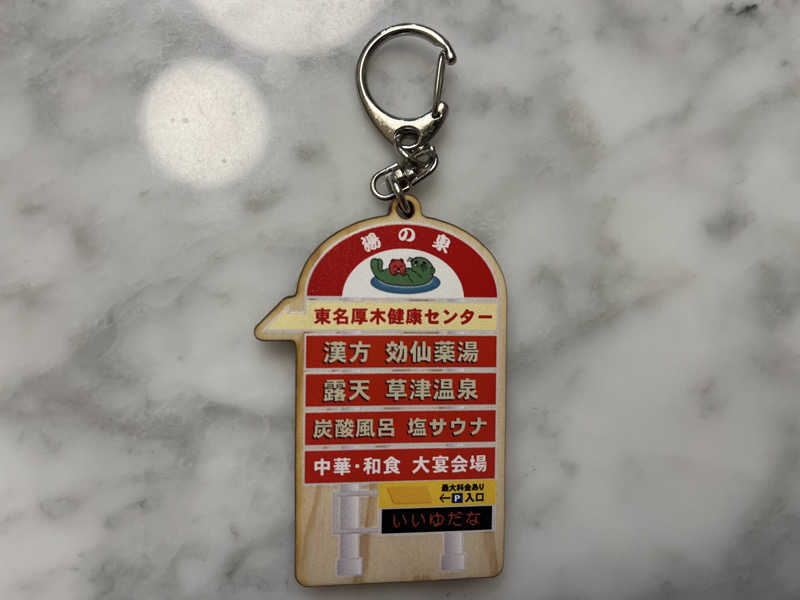 湯の泉
東名厚木健康センター
漢方 効仙薬湯
露天 草津温泉
炭酸風呂 塩サウナ
中華・和食 大宴会場
最大料金あり
←P入口
いいゆだな